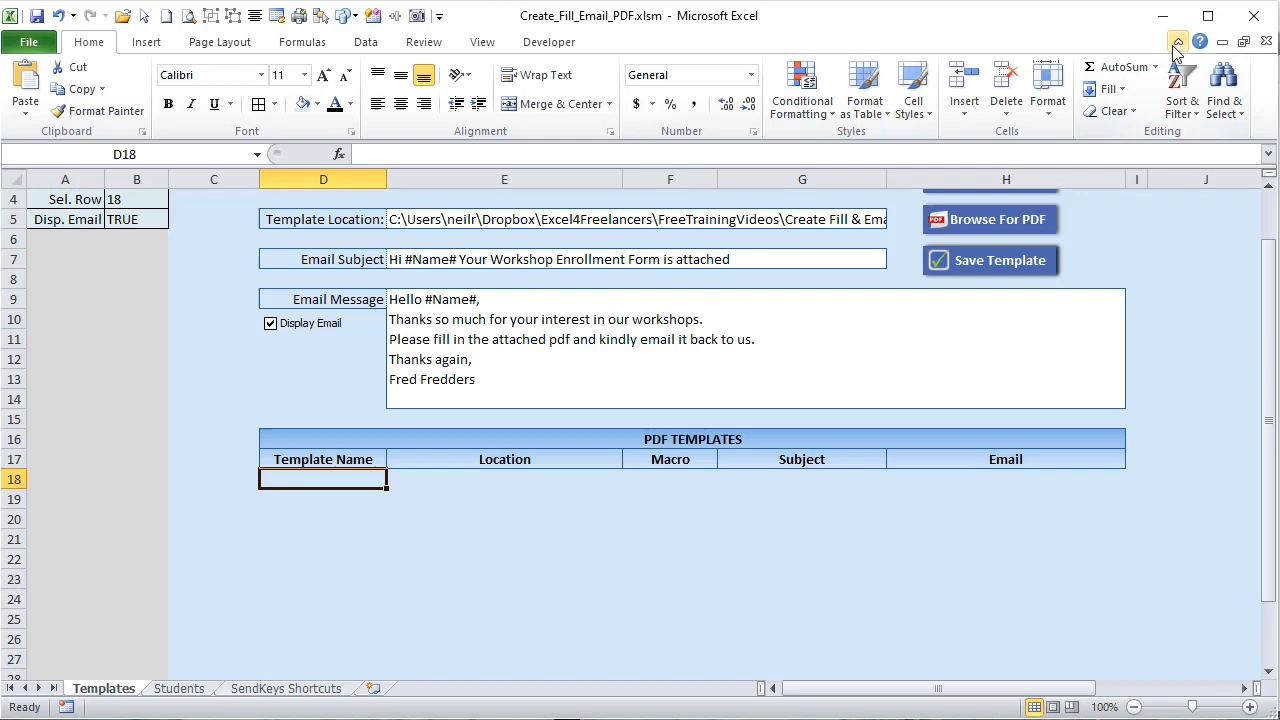 Create_Fill_Email_PDF.xlsm - Microsoft Excel
File Home Insert Page Layout Formulas Data Review View Developer
Paste Cut Copy Format Painter Clipboard
Calibri 11 B I U A Font
Wrap Text Merge & Center Alignment
General $ % , Number
Conditional Formatting Format as Table Cell Styles Styles
Insert Delete Format Cells
Σ AutoSum Fill Clear Sort & Filter Find & Select Editing
D18 fx
A B C D E F G H I J
4 Sel. Row 18
5 Disp. Email TRUE Template Location: C:\Users\neilr\Dropbox\Excel4Freelancers\FreeTrainingVideos\Create Fill & Ema Browse For PDF
6
7 Email Subject Hi #Name# Your Workshop Enrollment Form is attached Save Template
8
9 Email Message Hello #Name#,
10 Display Email Thanks so much for your interest in our workshops.
11 Please fill in the attached pdf and kindly email it back to us.
12 Thanks again,
13 Fred Fredders
14
15
16 PDF TEMPLATES
17 Template Name Location Macro Subject Email
18
19
20
21
22
23
24
25
26
27
28
Templates Students SendKeys Shortcuts
Ready 100%